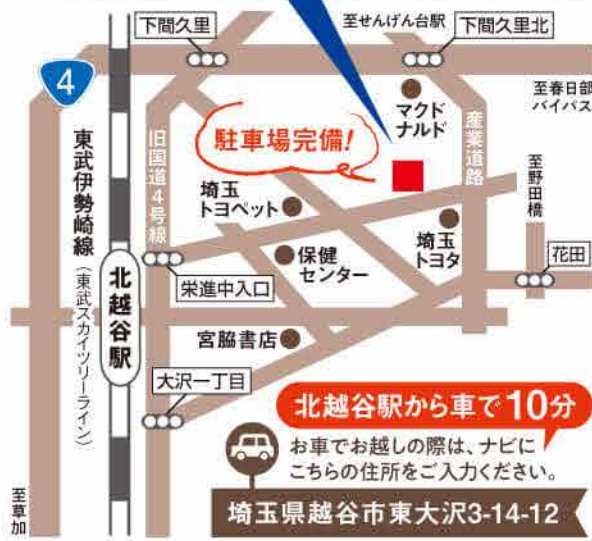 下間久里
至せんげん台駅
下間久里北
4
マクド
ナルド
至春日部
バイパス
東武伊勢崎線
(東武スカイツリーライン)
旧国道4号線
駐車場完備!
産業道路
至野田橋
埼玉
トヨペット
埼玉
トヨタ
保健
センター
花田
栄進中入口
北越谷駅
宮脇書店
大沢一丁目
北越谷駅から車で10分
お車でお越しの際は、ナビに
こちらの住所をご入力ください。
至草加
埼玉県越谷市東大沢3-14-12